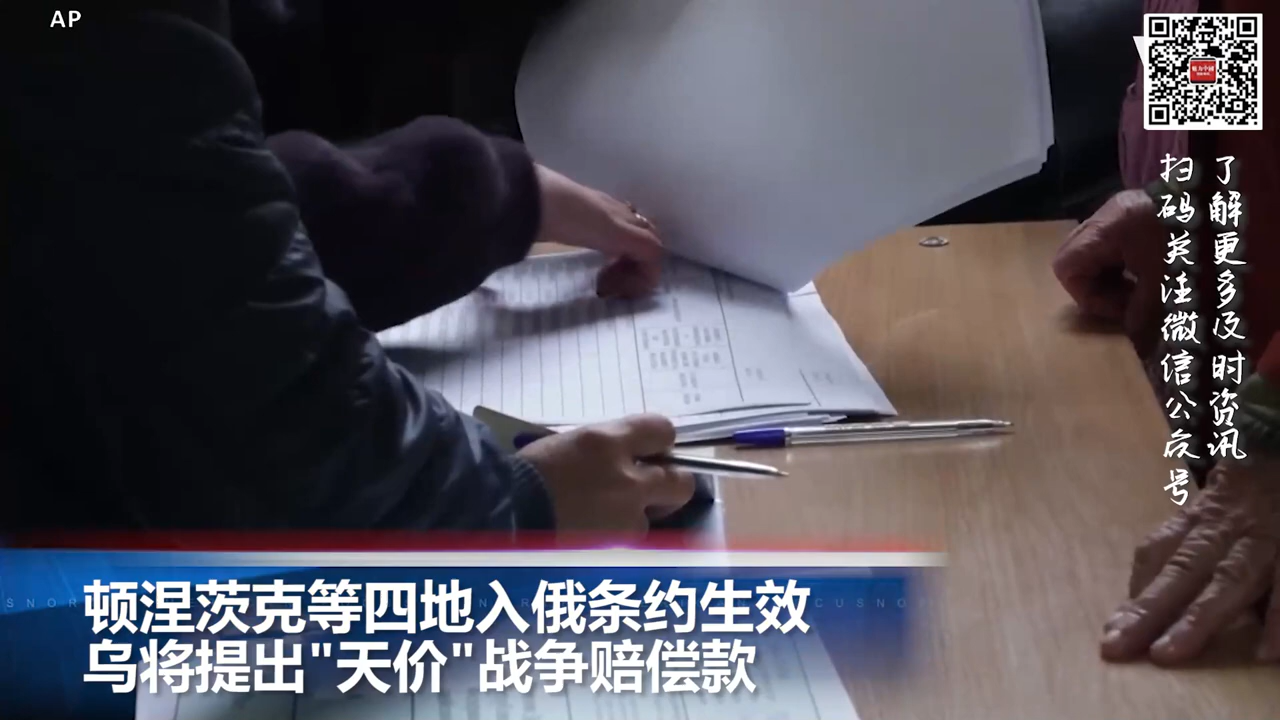 AP
了解更多及时资讯
扫码关注微信公众号
顿涅茨克等四地入俄条约生效
乌将提出"天价"战争赔偿款